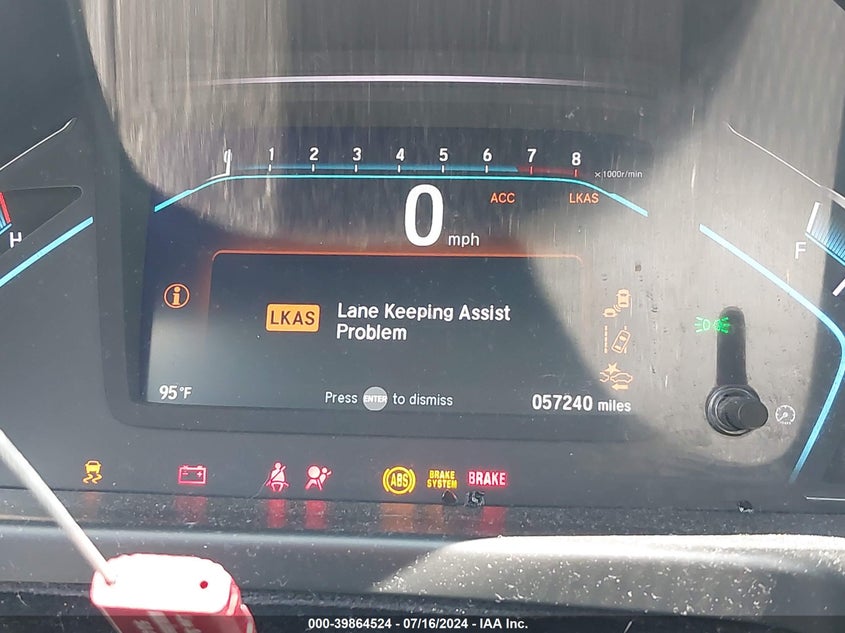 0 1 2 3 4 5 6 7 8
x1000r/min
ACC LKAS
0 mph
H
F
LKAS Lane Keeping Assist
Problem
95°F
Press ENTER to dismiss
057240 miles
ABS
BRAKE
SYSTEM
BRAKE
000-39864524 - 07/16/2024 - IAA Inc.